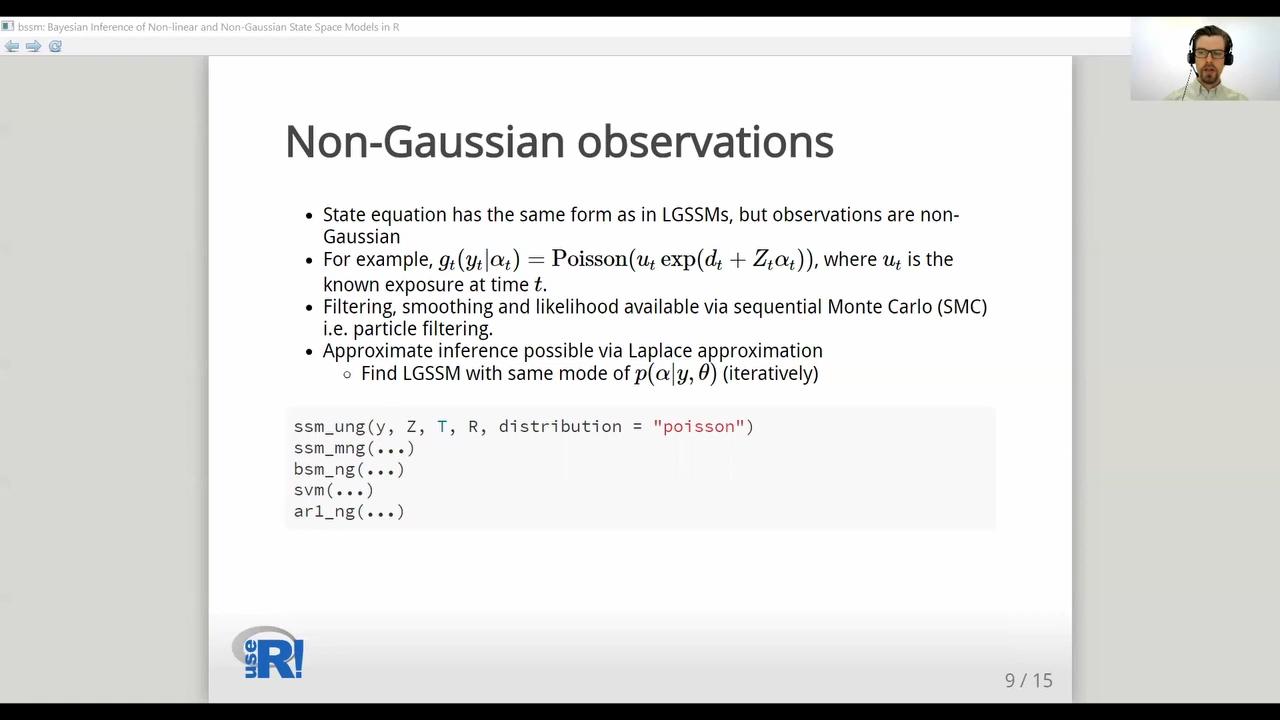 bssm: Bayesian Inference of Non-linear and Non-Gaussian State Space Models in R
Non-Gaussian observations
• State equation has the same form as in LGSSMs, but observations are non-
Gaussian
• For example, gₜ(yₜ|αₜ) = Poisson(uₜ exp(dₜ + Zₜαₜ)), where uₜ is the
known exposure at time t.
• Filtering, smoothing and likelihood available via sequential Monte Carlo (SMC)
i.e. particle filtering.
• Approximate inference possible via Laplace approximation
◦ Find LGSSM with same mode of p(α|y, θ) (iteratively)
ssm_ung(y, Z, T, R, distribution = "poisson")
ssm_mng(...)
bsm_ng(...)
svm(...)
ar1_ng(...)
use R!
9 / 15